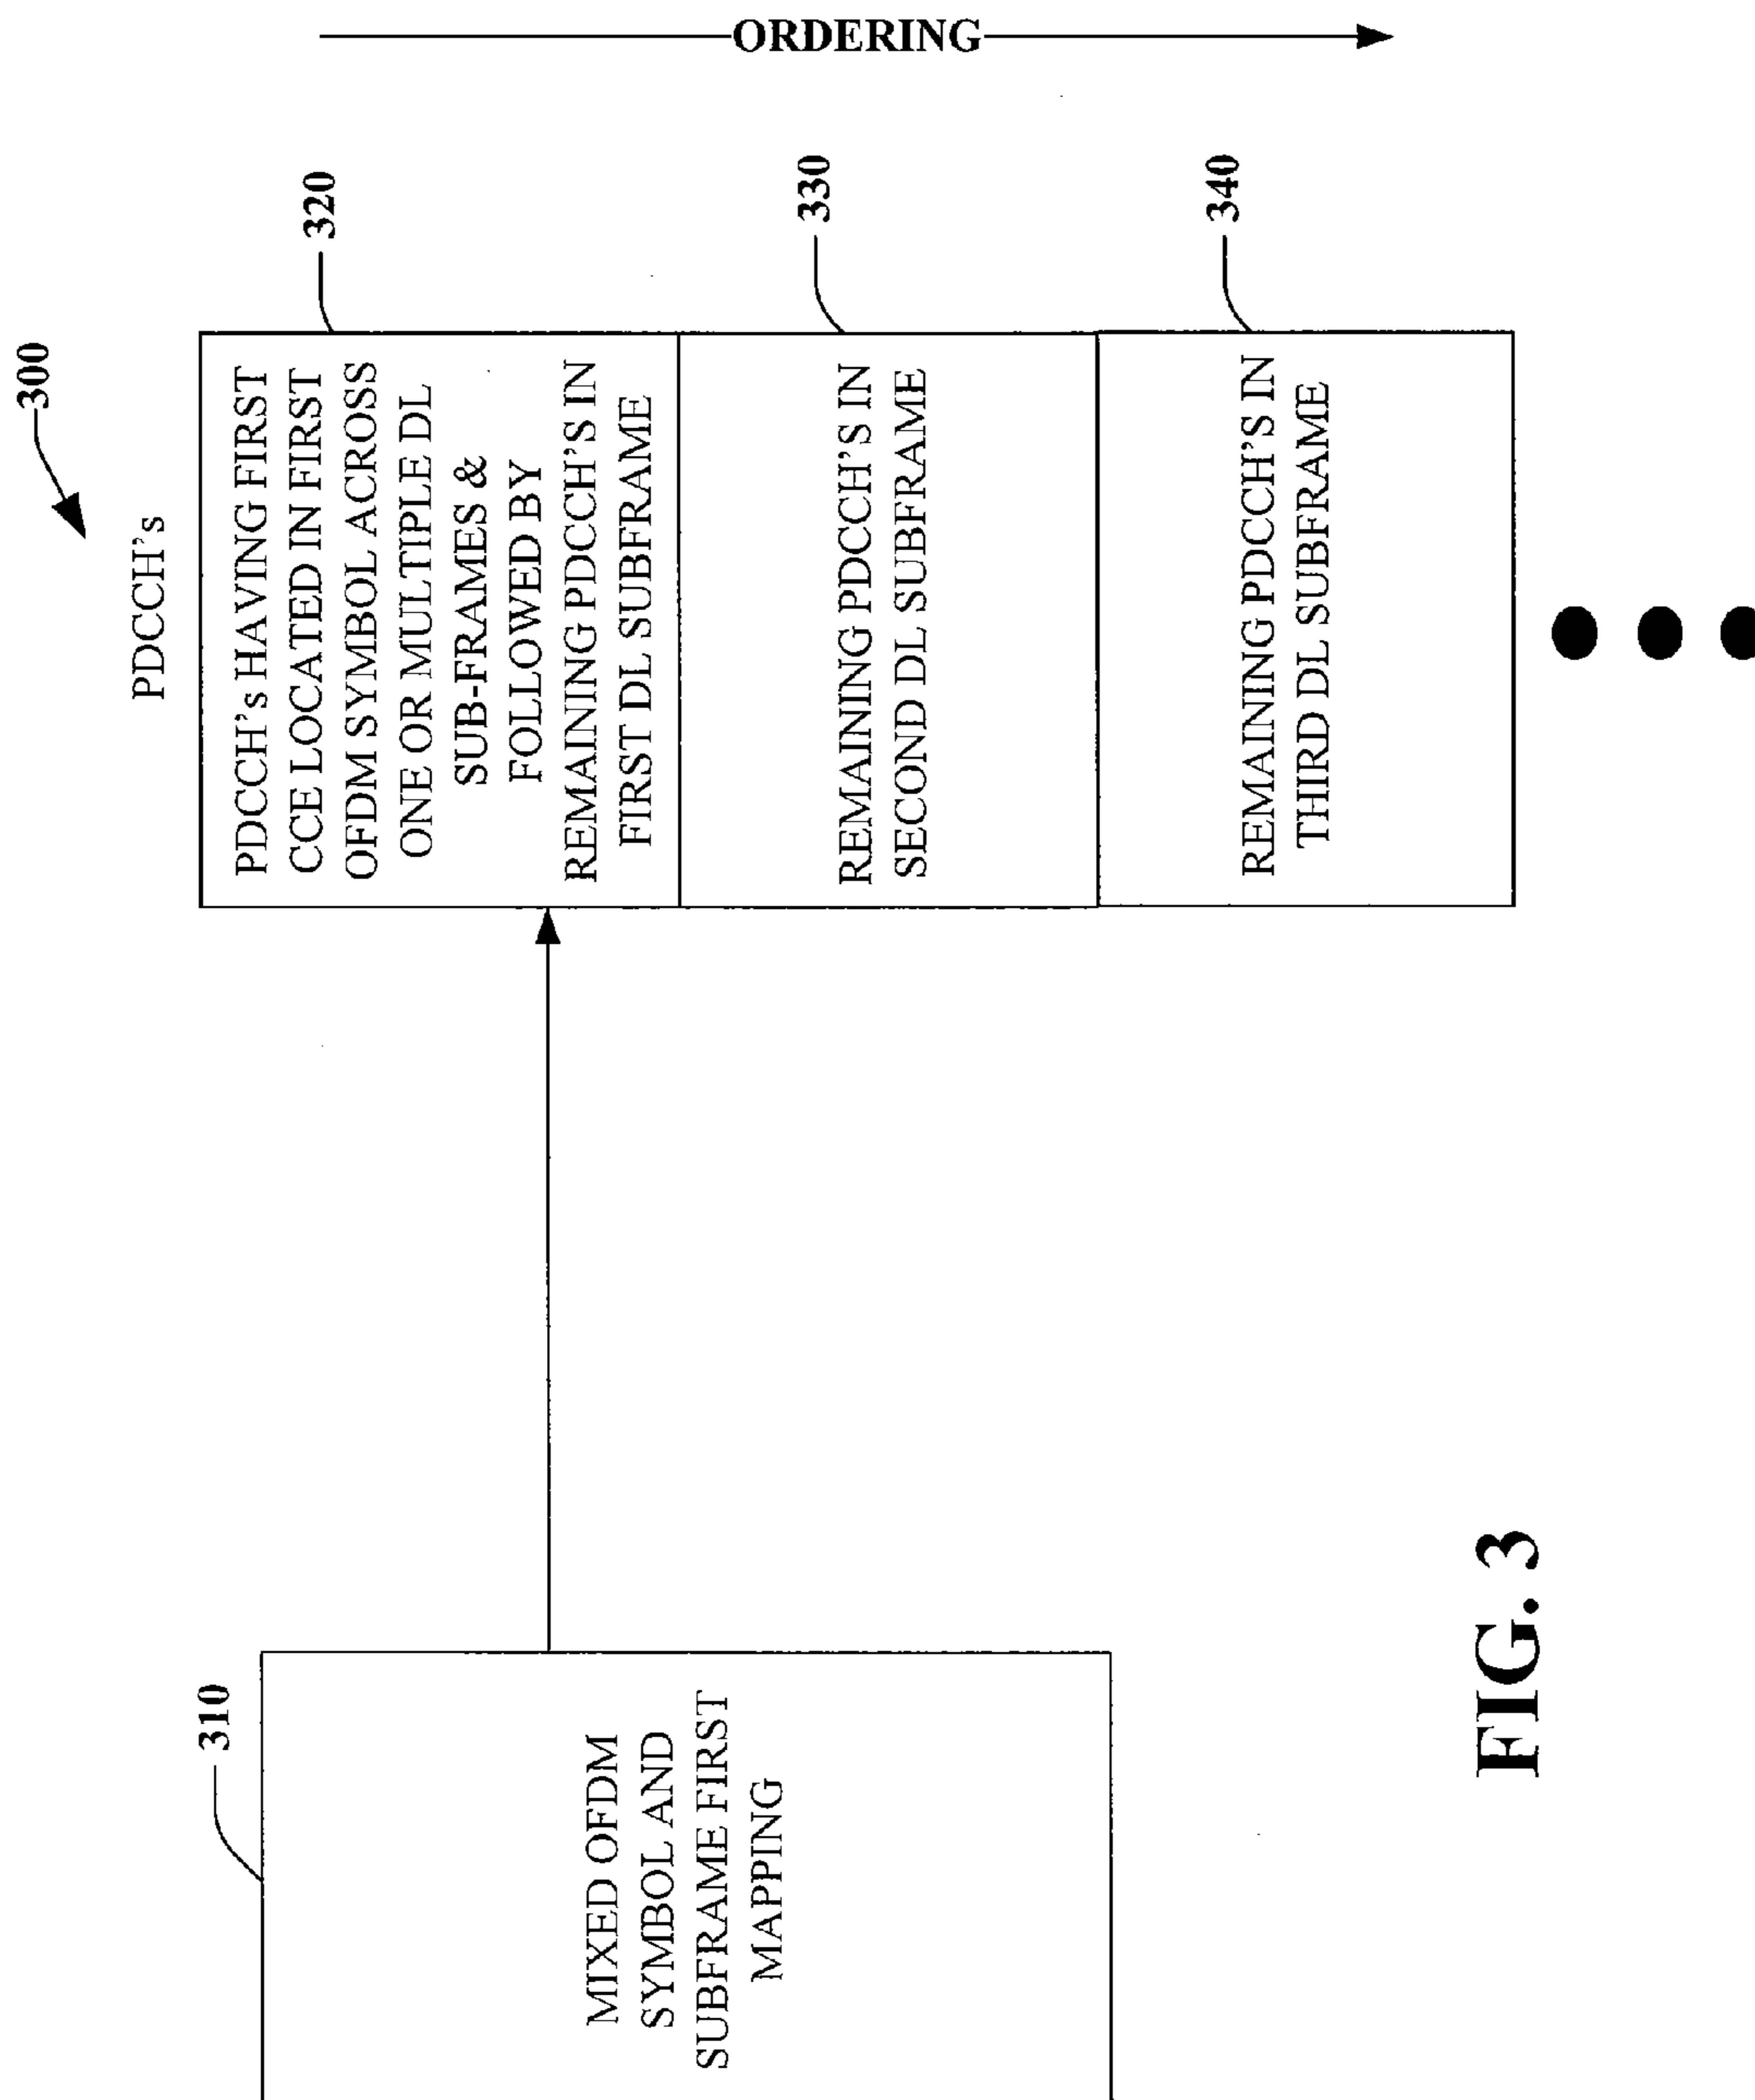 300
PDCCH's
310
MIXED OFDM
SYMBOL AND
SUBFRAME FIRST
MAPPING
320
PDCCH's HAVING FIRST
CCE LOCATED IN FIRST
OFDM SYMBOL ACROSS
ONE OR MULTIPLE DL
SUB-FRAMES &
FOLLOWED BY
REMAINING PDCCH'S IN
FIRST DL SUBFRAME
330
REMAINING PDCCH'S IN
SECOND DL SUBFRAME
340
REMAINING PDCCH'S IN
THIRD DL SUBFRAME
ORDERING
FIG. 3